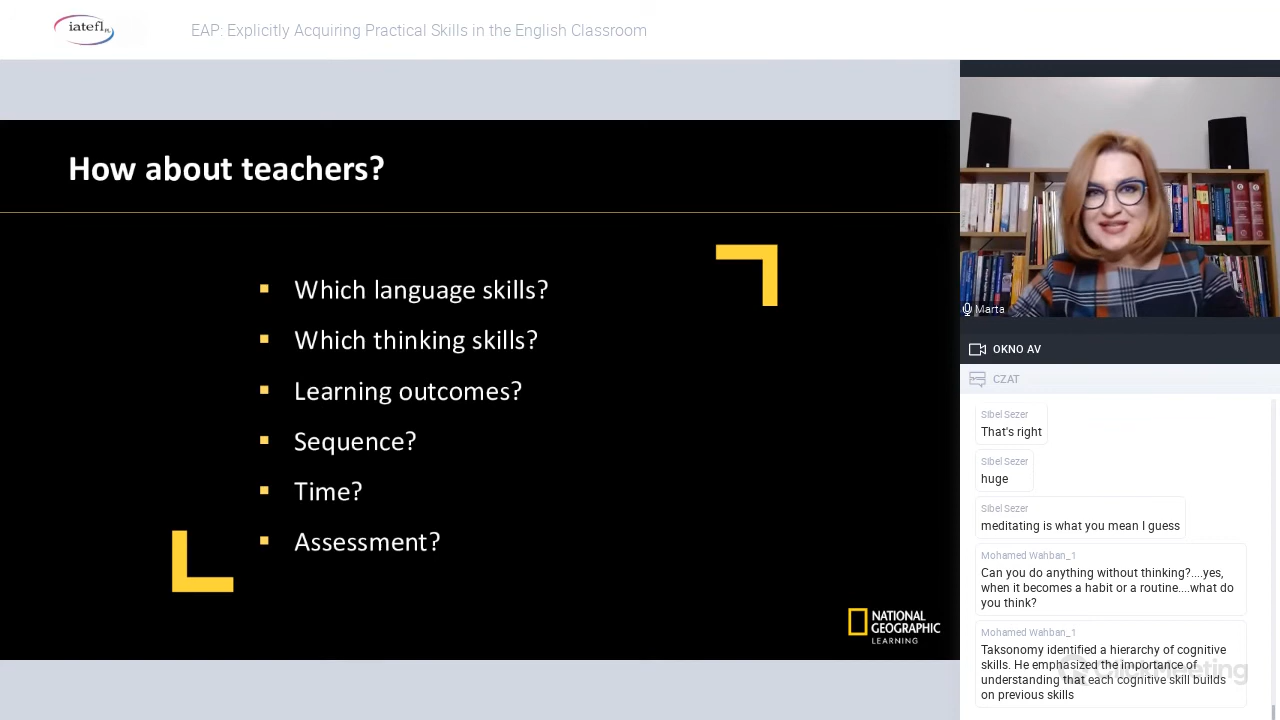 iatefl PL
EAP: Explicitly Acquiring Practical Skills in the English Classroom
How about teachers?
Which language skills?
Which thinking skills?
Learning outcomes?
Sequence?
Time?
Assessment?
NATIONAL
GEOGRAPHIC
LEARNING
Marta
OKNO AV
CZAT
Sibel Sezer
That's right
Sibel Sezer
huge
Sibel Sezer
meditating is what you mean I guess
Mohamed Wahban_1
Can you do anything without thinking?....yes,
when it becomes a habit or a routine....what do
you think?
Mohamed Wahban_1
Taksonomy identified a hierarchy of cognitive
skills. He emphasized the importance of
understanding that each cognitive skill builds
on previous skills
ClickMeeting